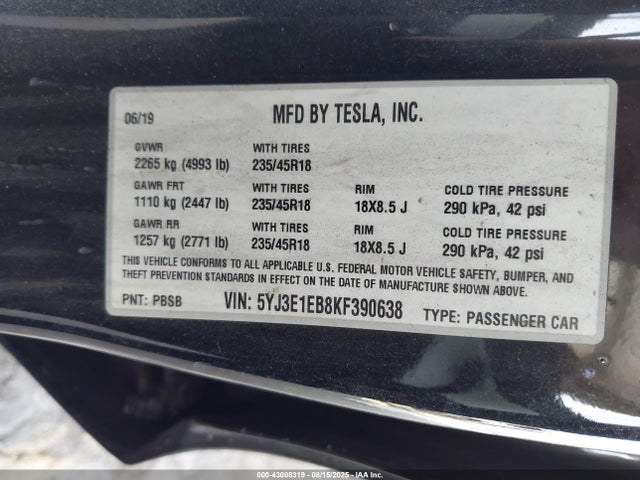 06/19 MFD BY TESLA, INC.
GVWR WITH TIRES
2265 kg (4993 lb) 235/45R18
GAWR FRT WITH TIRES RIM COLD TIRE PRESSURE
1110 kg (2447 lb) 235/45R18 18X8.5 J 290 kPa, 42 psi
GAWR RR WITH TIRES RIM COLD TIRE PRESSURE
1257 kg (2771 lb) 235/45R18 18X8.5 J 290 kPa, 42 psi
THIS VEHICLE CONFORMS TO ALL APPLICABLE U.S. FEDERAL MOTOR VEHICLE SAFETY, BUMPER, AND
THEFT PREVENTION STANDARDS IN EFFECT ON THE DATE OF MANUFACTURE SHOWN ABOVE.
PNT: PBSB VIN: 5YJ3E1EB8KF390638 TYPE: PASSENGER CAR
000-43008319 - 08/15/2025 - IAA Inc.